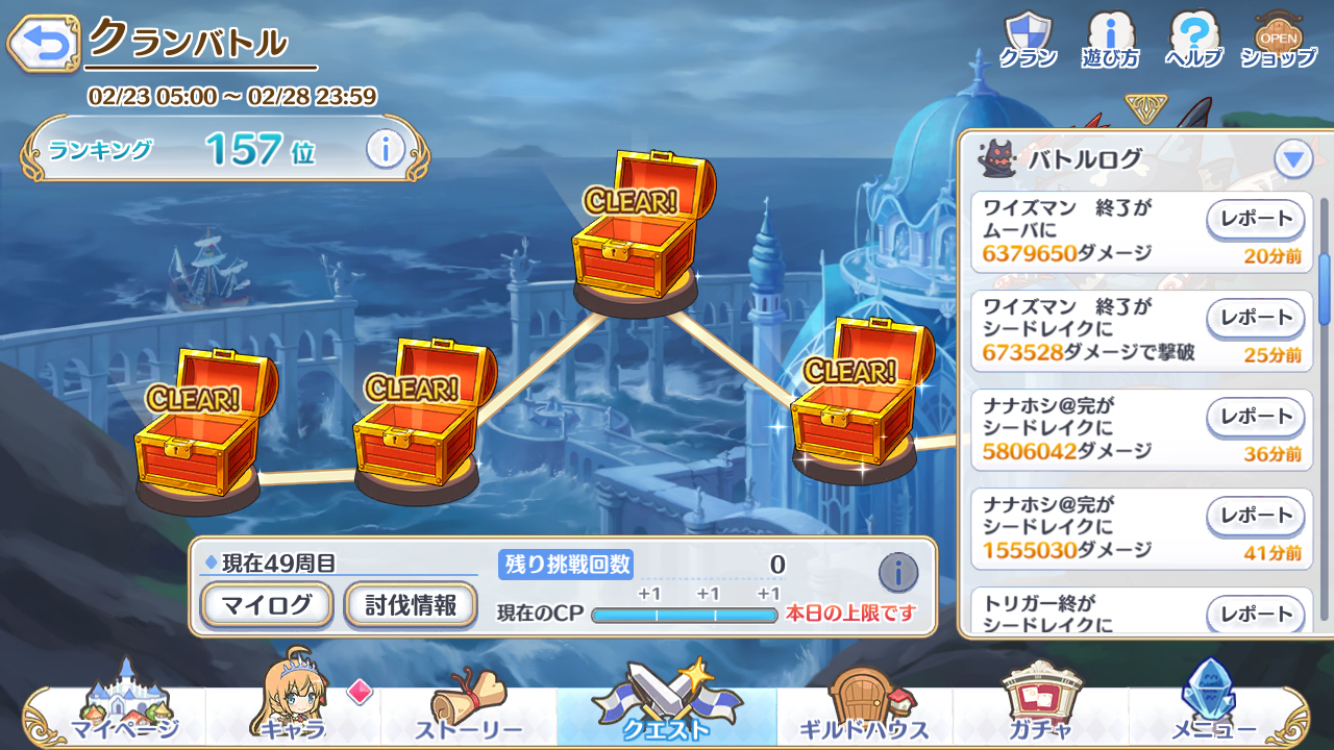 クランバトル
クラン
遊び方
ヘルプ
OPEN
ショップ
02/23 05:00 ～ 02/28 23:59
ランキング 157位
バトルログ
ワイズマン 終了が
ムーバに
6379650ダメージ
レポート
20分前
ワイズマン 終了が
シードレイクに
673528ダメージで撃破
レポート
25分前
ナナホシ@完が
シードレイクに
5806042ダメージ
レポート
36分前
ナナホシ@完が
シードレイクに
1555030ダメージ
レポート
41分前
トリガー終が
シードレイクに
レポート
CLEAR!
CLEAR!
CLEAR!
CLEAR!
現在49周目
マイログ
討伐情報
残り挑戦回数 0
+1 +1 +1
現在のCP
本日の上限です
マイページ
キャラ
ストーリー
クエスト
ギルドハウス
ガチャ
メニュー